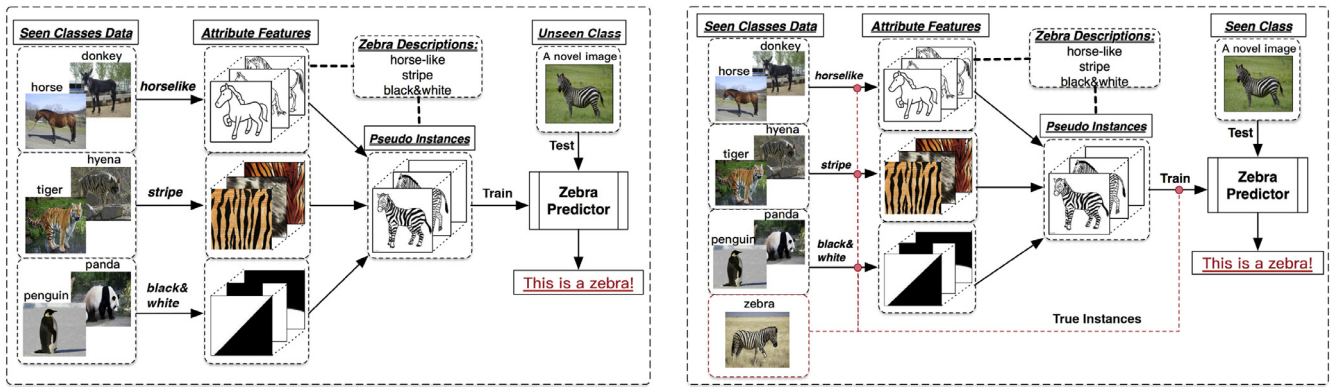 Seen Classes Data
Attribute Features
Zebra Descriptions:
Unseen Class
donkey
horse
horselike
horse-like
stripe
black&white
A novel image
Pseudo Instances
Test
hyena
tiger
stripe
Train
Zebra
Predictor
panda
penguin
black&
white
This is a zebra!
Seen Classes Data
Attribute Features
Zebra Descriptions:
Seen Class
donkey
horse
horselike
horse-like
stripe
black&white
A novel image
Pseudo Instances
Test
hyena
tiger
stripe
Train
Zebra
Predictor
panda
penguin
black&
white
This is a zebra!
zebra
True Instances